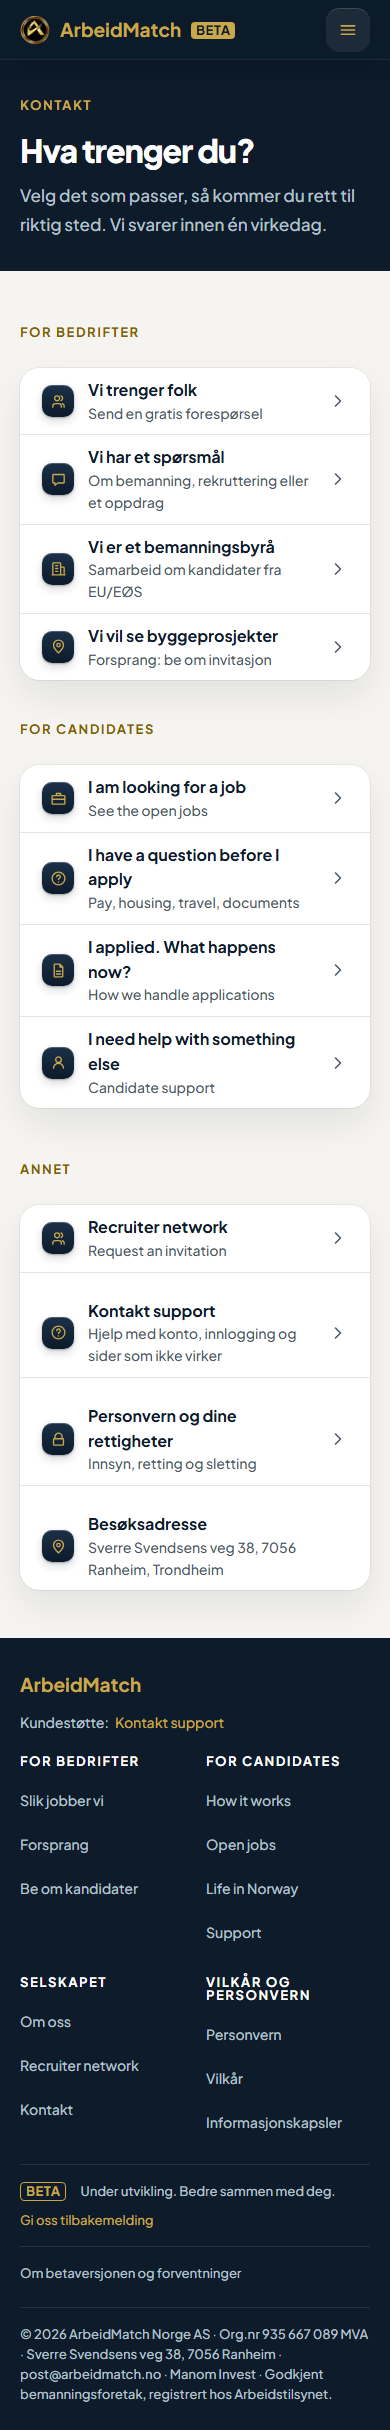 ArbeidMatch BETA
KONTAKT
Hva trenger du?
Velg det som passer, så kommer du rett til
riktig sted. Vi svarer innen én virkedag.
FOR BEDRIFTER
Vi trenger folk
Send en gratis forespørsel
Vi har et spørsmål
Om bemanning, rekruttering eller
et oppdrag
Vi er et bemanningsbyrå
Samarbeid om kandidater fra
EU/EØS
Vi vil se byggeprosjekter
Forsprang: be om invitasjon
FOR CANDIDATES
I am looking for a job
See the open jobs
I have a question before I
apply
Pay, housing, travel, documents
I applied. What happens
now?
How we handle applications
I need help with something
else
Candidate support
ANNET
Recruiter network
Request an invitation
Kontakt support
Hjelp med konto, innlogging og
sider som ikke virker
Personvern og dine
rettigheter
Innsyn, retting og sletting
Besøksadresse
Sverre Svendsens veg 38, 7056
Ranheim, Trondheim
ArbeidMatch
Kundestøtte: Kontakt support
FOR BEDRIFTER
Slik jobber vi
Forsprang
Be om kandidater
FOR CANDIDATES
How it works
Open jobs
Life in Norway
Support
SELSKAPET
Om oss
Recruiter network
Kontakt
VILKÅR OG
PERSONVERN
Personvern
Vilkår
Informasjonskapsler
BETA Under utvikling. Bedre sammen med deg.
Gi oss tilbakemelding
Om betaversjonen og forventninger
© 2026 ArbeidMatch Norge AS · Org.nr 935 667 089 MVA
· Sverre Svendsens veg 38, 7056 Ranheim ·
post@arbeidmatch.no · Manom Invest · Godkjent
bemanningsforetak, registrert hos Arbeidstilsynet.